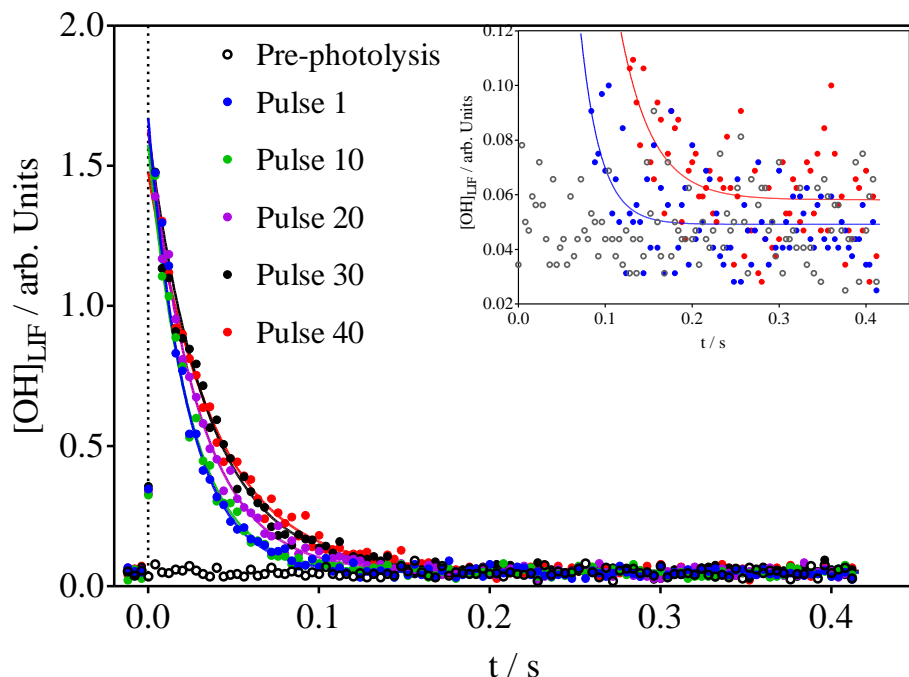 2.0
1.5
1.0
0.5
0.0
[OH]LIF / arb. Units
0.0
0.1
0.2
0.3
0.4
t / s
Pre-photolysis
Pulse 1
Pulse 10
Pulse 20
Pulse 30
Pulse 40
0.12
0.10
0.08
0.06
0.04
0.02
[OH]LIF / arb. Units
0.0
0.1
0.2
0.3
0.4
t / s